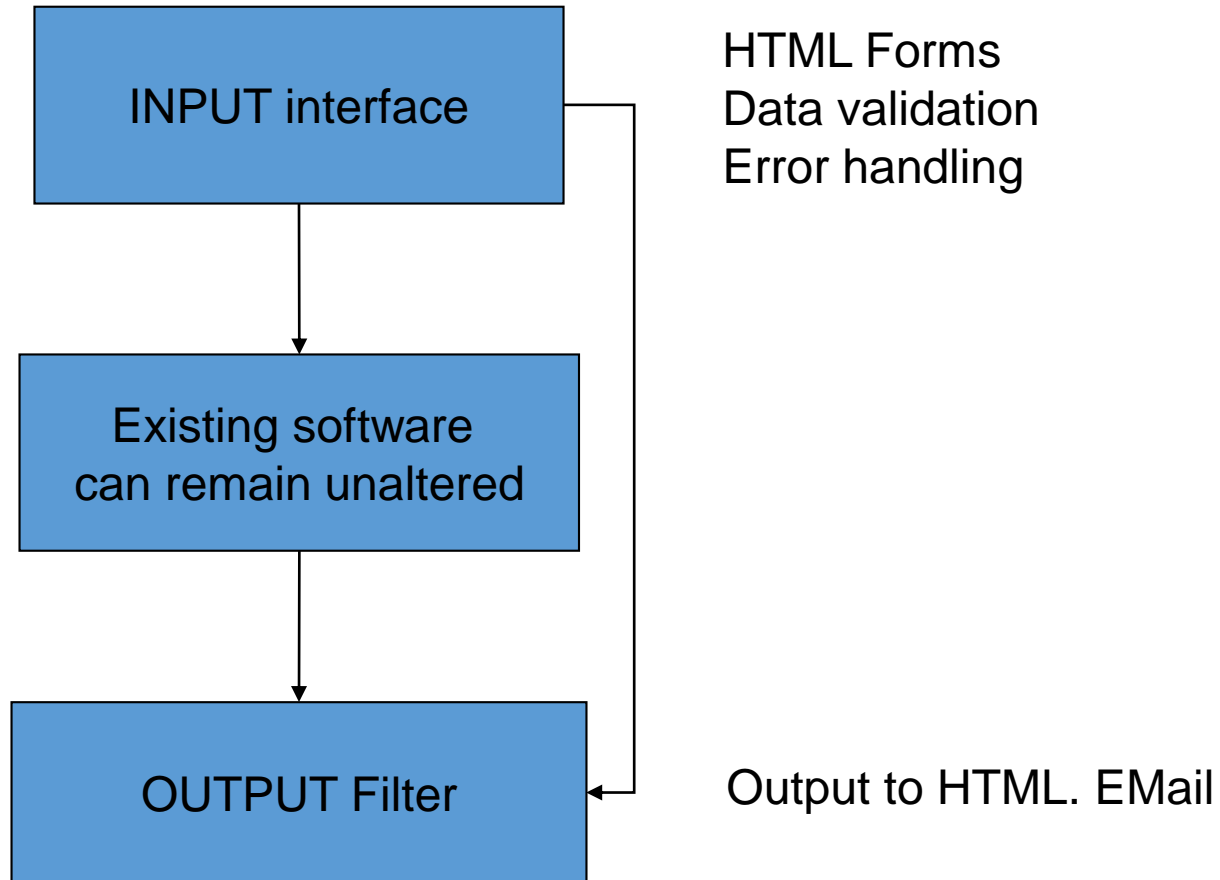 INPUT interface
HTML Forms
Data validation
Error handling
Existing software
can remain unaltered
OUTPUT Filter
Output to HTML. EMail